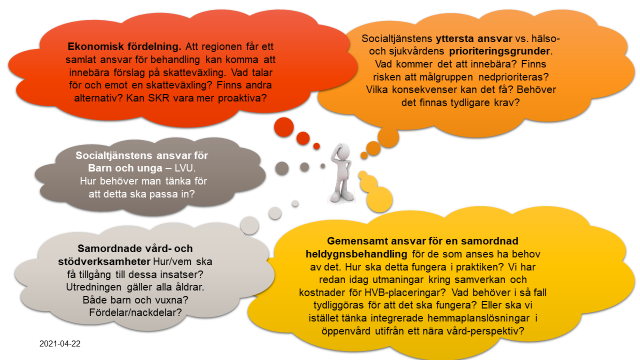 Ekonomisk fördelning. Att regionen får ett
samlat ansvar för behandling kan komma att
innebära förslag på skatteväxling. Vad talar
för och emot en skatteväxling? Finns andra
alternativ? Kan SKR vara mer proaktiva?
Socialtjänstens yttersta ansvar vs. hälso-
och sjukvårdens prioriteringsgrunder.
Vad kommer det att innebära? Finns
risken att målgruppen nedprioriteras?
Vilka konsekvenser kan det få? Behöver
det finnas tydligare krav?
Socialtjänstens ansvar för
Barn och unga – LVU.
Hur behöver man tänka för
att detta ska passa in?
Samordnade vård- och
stödverksamheter Hur/vem ska
få tillgång till dessa insatser?
Utredningen gäller alla åldrar.
Både barn och vuxna?
Fördelar/nackdelar?
Gemensamt ansvar för en samordnad
heldygnsbehandling för de som anses ha behov
av det. Hur ska detta fungera i praktiken? Vi har
redan idag utmaningar kring samverkan och
kostnader för HVB-placeringar? Vad behöver i så fall
tydliggöras för att det ska fungera? Eller ska vi
istället tänka integrerade hemmaplanslösningar i
öppenvård utifrån ett nära vård-perspektiv?
2021-04-22